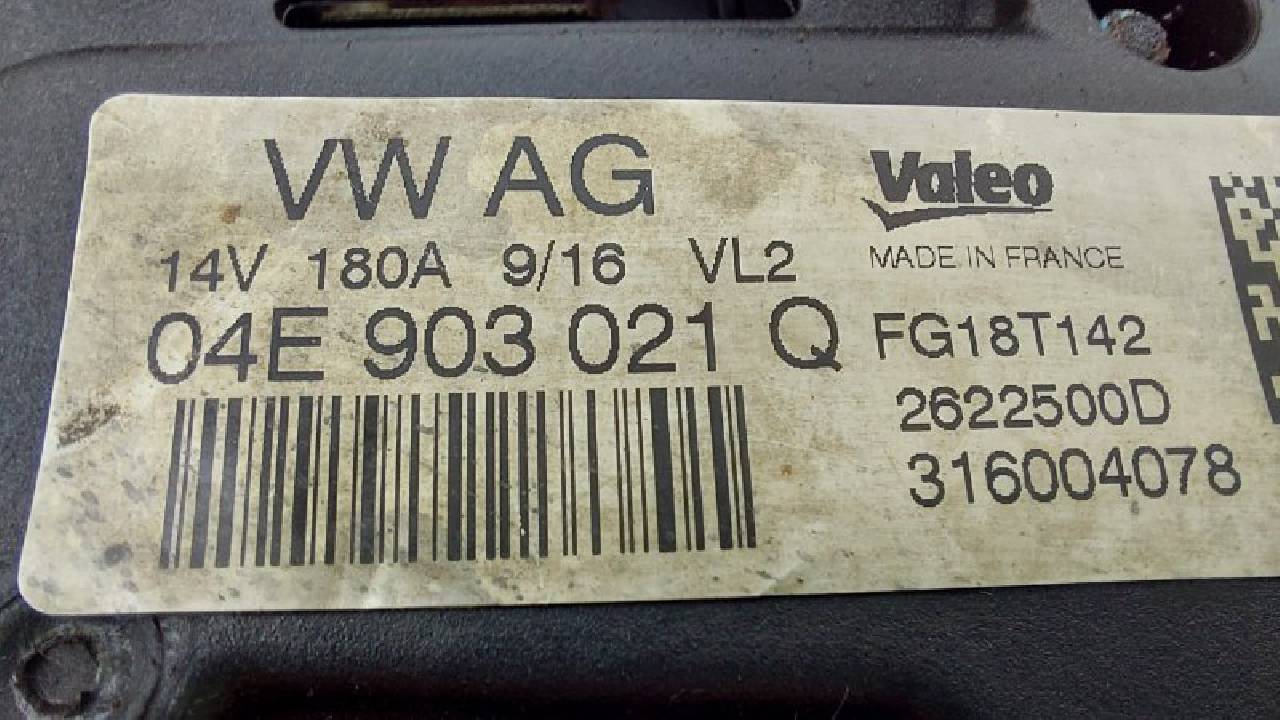 VW AG
14V 180A 9/16 VL2
04E 903 021 Q
Valeo
MADE IN FRANCE
FG18T142
2622500D
316004078